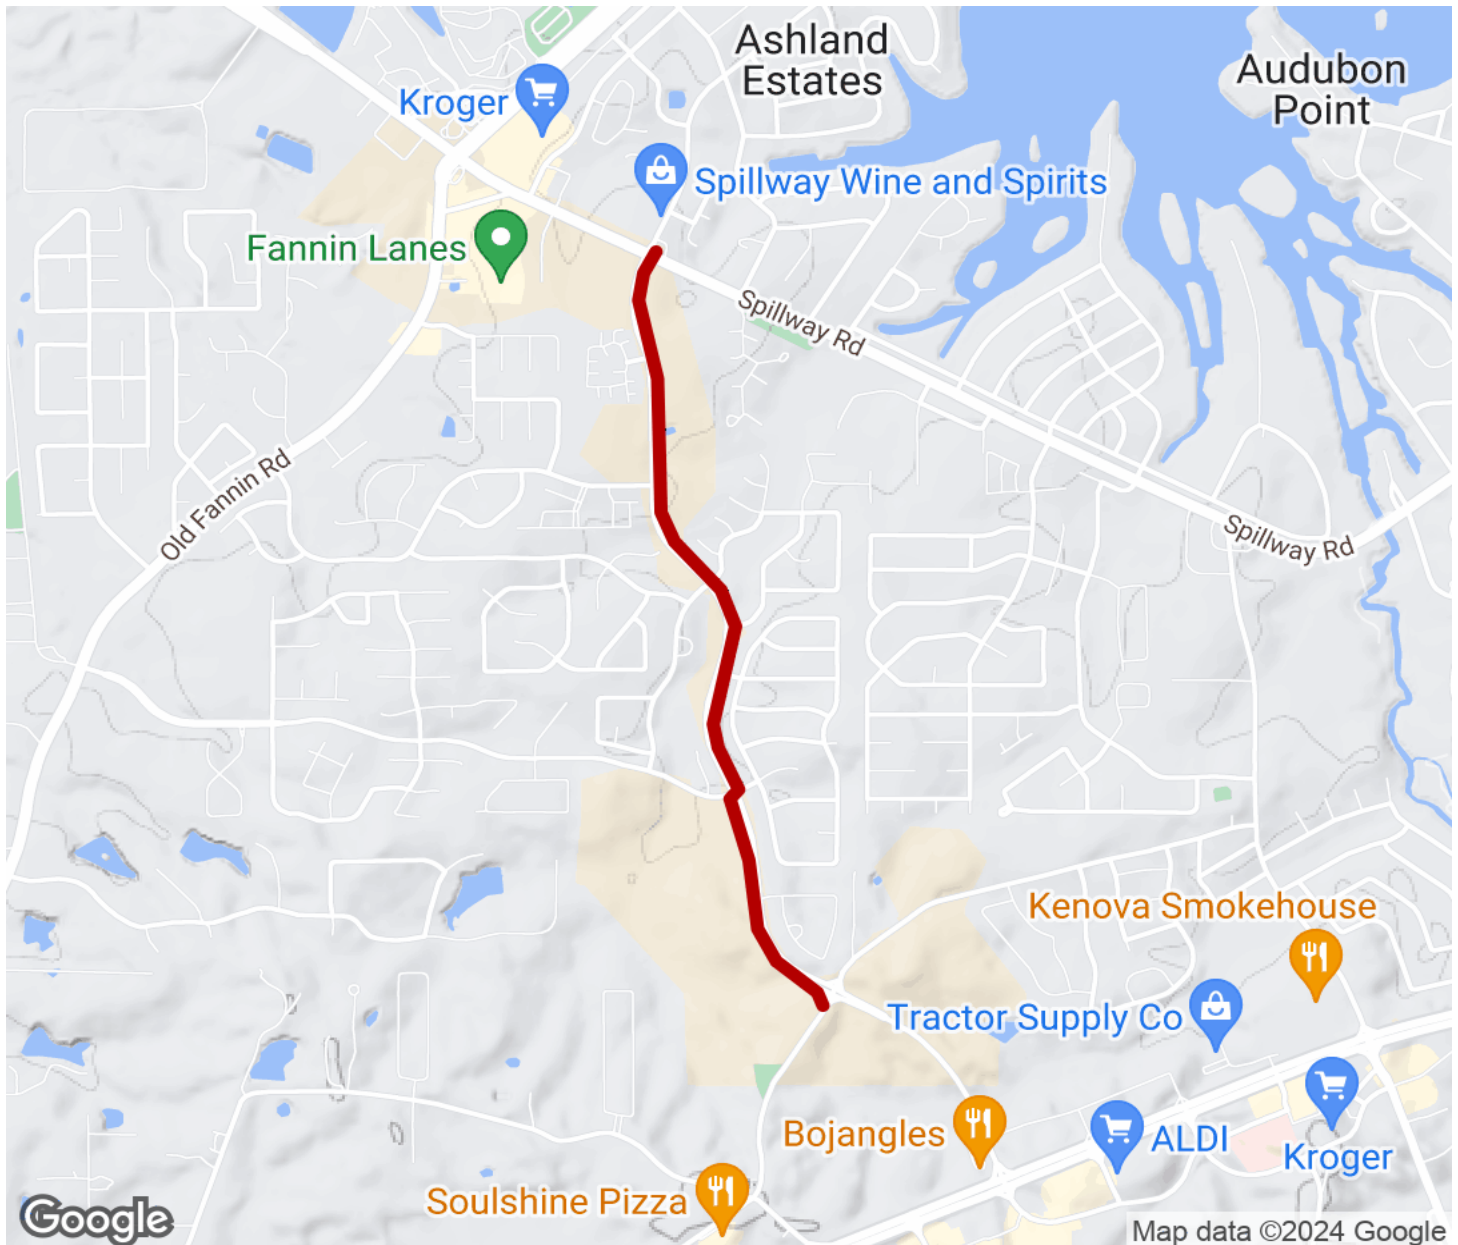 Ashland
Estates
Audubon
Point
Kroger
Spillway Wine and Spirits
Fannin Lanes
Spillway Rd
Old Fannin Rd
Spillway Rd
Kenova Smokehouse
Tractor Supply Co
Bojangles
ALDI
Kroger
Soulshine Pizza
Google
Map data ©2024 Google